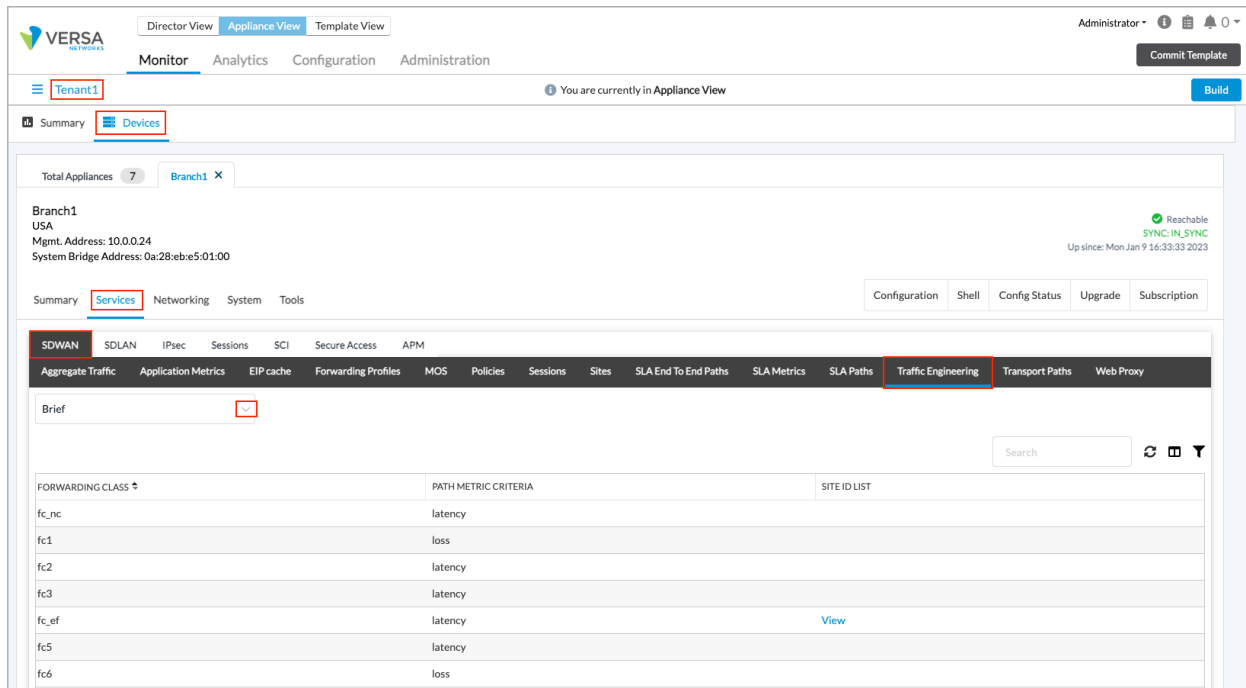 VERSA
NETWORKS
Director View Appliance View Template View
Administrator 0
Monitor Analytics Configuration Administration
Commit Template
Tenant1
You are currently in Appliance View
Build
Summary Devices
Total Appliances 7 Branch1 X
Branch1
USA
Mgmt. Address: 10.0.0.24
System Bridge Address: 0a:28:eb:e5:01:00
Reachable
SYNC: IN_SYNC
Up since: Mon Jan 9 16:33:33 2023
Summary Services Networking System Tools
Configuration Shell Config Status Upgrade Subscription
SDWAN SDLAN IPsec Sessions SCI Secure Access APM
Aggregate Traffic Application Metrics EIP cache Forwarding Profiles MOS Policies Sessions Sites SLA End To End Paths SLA Metrics SLA Paths Traffic Engineering Transport Paths Web Proxy
Brief
Search
FORWARDING CLASS PATH METRIC CRITERIA SITE ID LIST
fc_nc latency
fc1 loss
fc2 latency
fc3 latency
fc_ef latency View
fc5 latency
fc6 loss